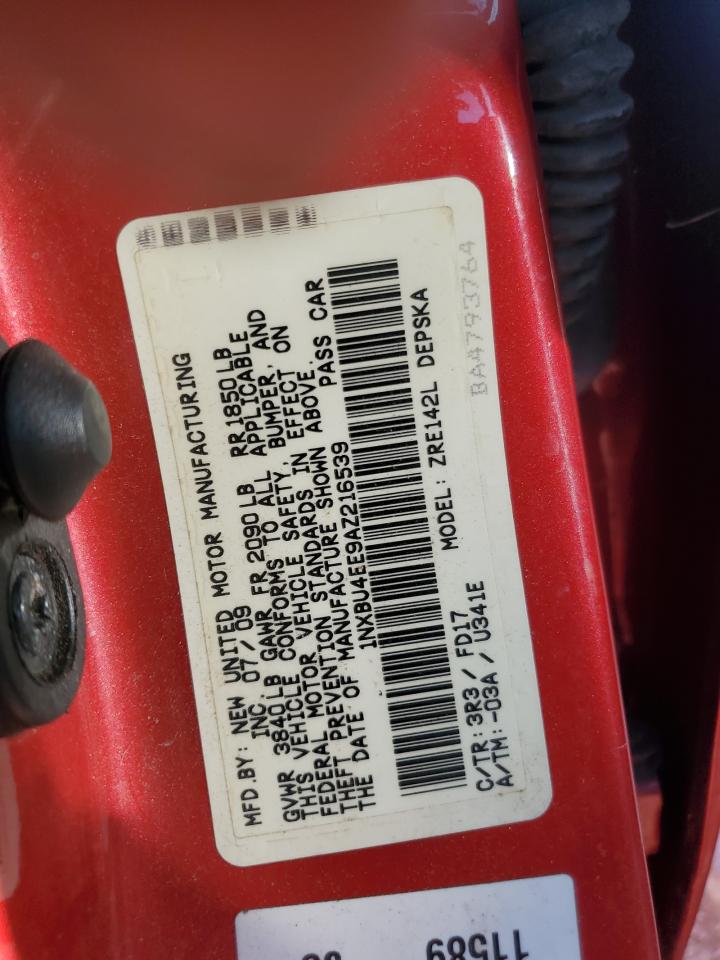 MFD.BY: NEW UNITED MOTOR MANUFACTURING
INC. 07/09
GVWR 3840LB GAWR FR 2090LB RR1850LB
THIS VEHICLE CONFORMS TO ALL APPLICABLE
FEDERAL MOTOR VEHICLE SAFETY, BUMPER, AND
THEFT PREVENTION STANDARDS IN EFFECT ON
THE DATE OF MANUFACTURE SHOWN ABOVE.
1NXBU4EE9AZ216539 PASS CAR
MODEL: ZRE142L DEPSKA
C/TR: 3R3 / FD17
A/TM: -03A / U341E
BA4793764
11589